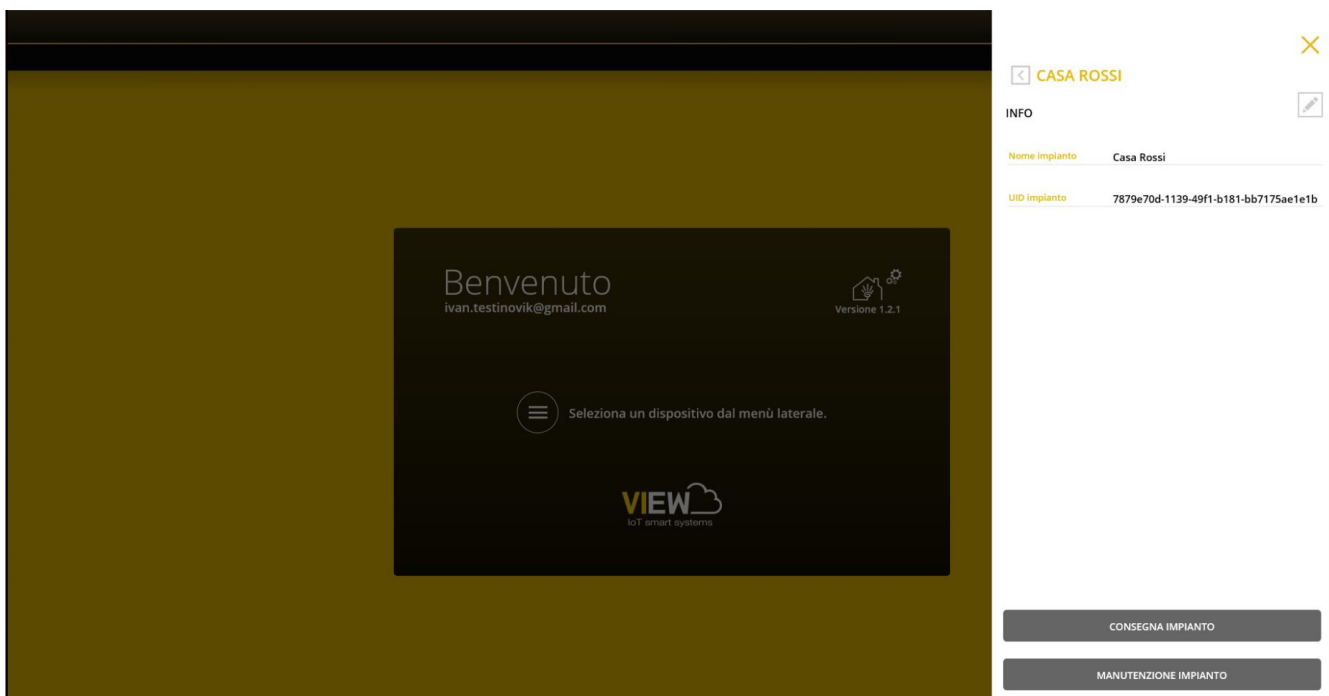 CASA ROSSI
INFO
Nome impianto Casa Rossi
UID impianto 7879e70d-1139-49f1-b181-bb7175ae1e1b
Benvenuto
ivan.testinovik@gmail.com
Versione 1.2.1
Seleziona un dispositivo dal menù laterale.
VIEW
IoT smart systems
CONSEGNA IMPIANTO
MANUTENZIONE IMPIANTO